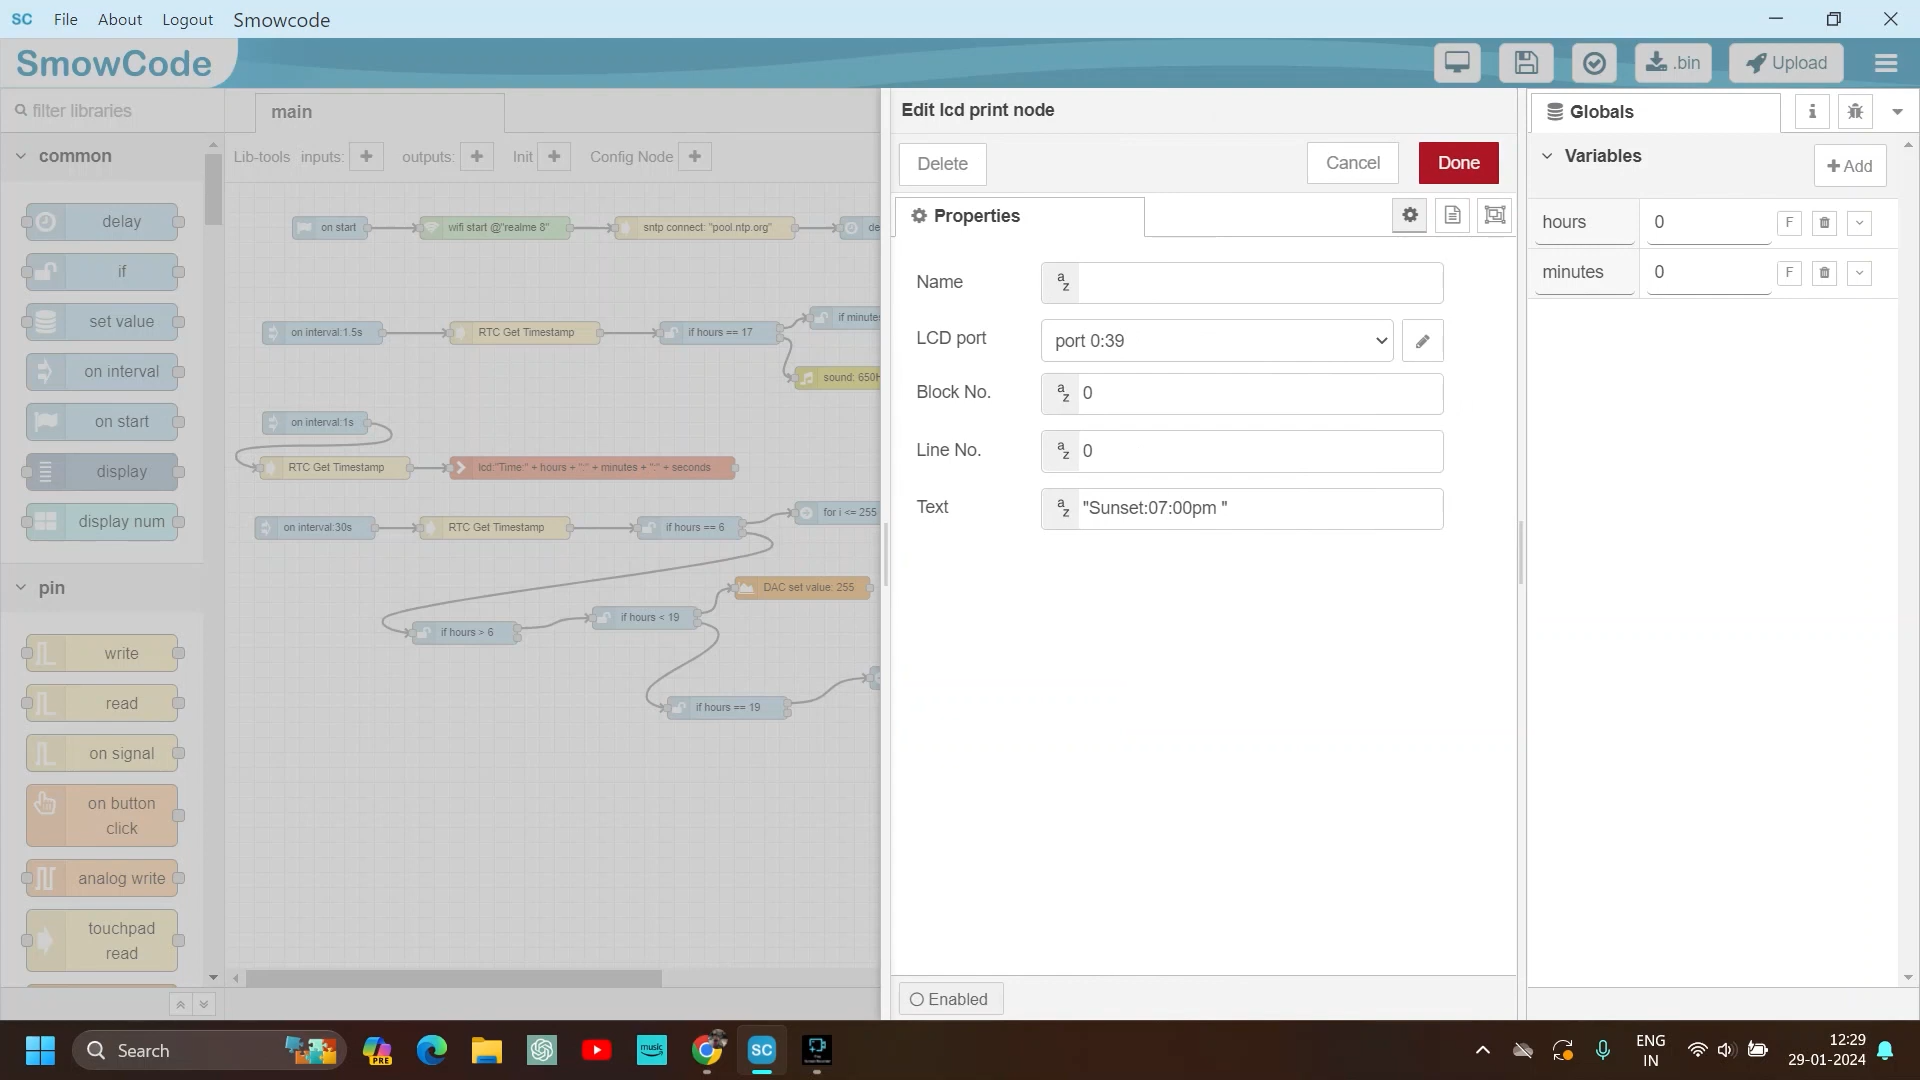 SC File About Logout Smowcode
SmowCode
.bin
Upload
filter libraries
main
Edit lcd print node
Globals
common
Lib-tools inputs: outputs: Init Config Node
Delete
Cancel
Done
Variables
Add
delay
if
set value
on interval
on start
display
display num
pin
write
read
on signal
on button
click
analog write
touchpad
read
on start
wifi start @"realme 8"
sntp connect: "pool.ntp.org"
de
on interval:1.5s
RTC Get Timestamp
if hours == 17
if minute
sound: 650H
on interval:1s
RTC Get Timestamp
lcd:"Time:" + hours + ":" + minutes + ":" + seconds
on interval:30s
RTC Get Timestamp
if hours == 6
for i <= 255
DAC set value: 255
if hours > 6
if hours < 19
if hours == 19
Properties
Name
LCD port
port 0:39
Block No.
0
Line No.
0
Text
"Sunset:07:00pm "
Enabled
hours
0
F
minutes
0
F
Search
PRE
music
SC
ENG
IN
12:29
29-01-2024